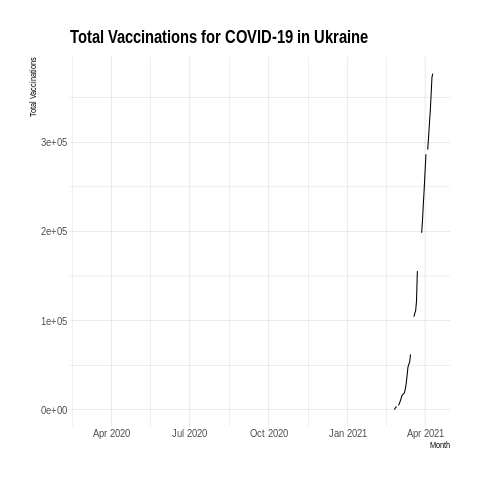 Total Vaccinations for COVID-19 in Ukraine
Total Vaccinations
3e+05
2e+05
1e+05
0e+00
Apr 2020 Jul 2020 Oct 2020 Jan 2021 Apr 2021
Month